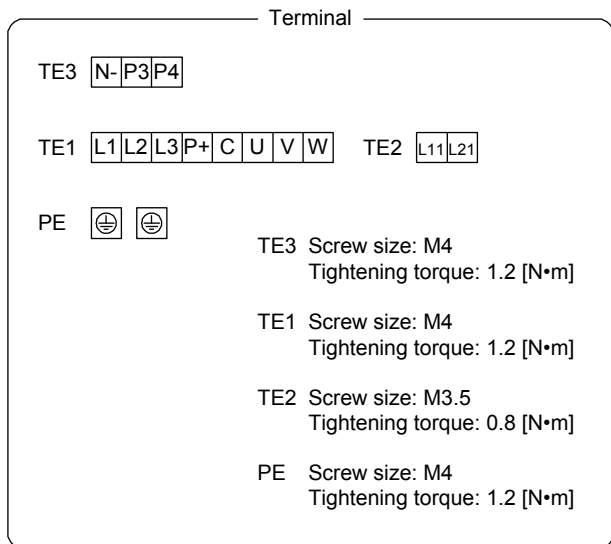 Terminal
TE3 N- P3 P4
TE1 L1 L2 L3 P+ C U V W TE2 L11 L21
PE
TE3 Screw size: M4
Tightening torque: 1.2 [N•m]
TE1 Screw size: M4
Tightening torque: 1.2 [N•m]
TE2 Screw size: M3.5
Tightening torque: 0.8 [N•m]
PE Screw size: M4
Tightening torque: 1.2 [N•m]